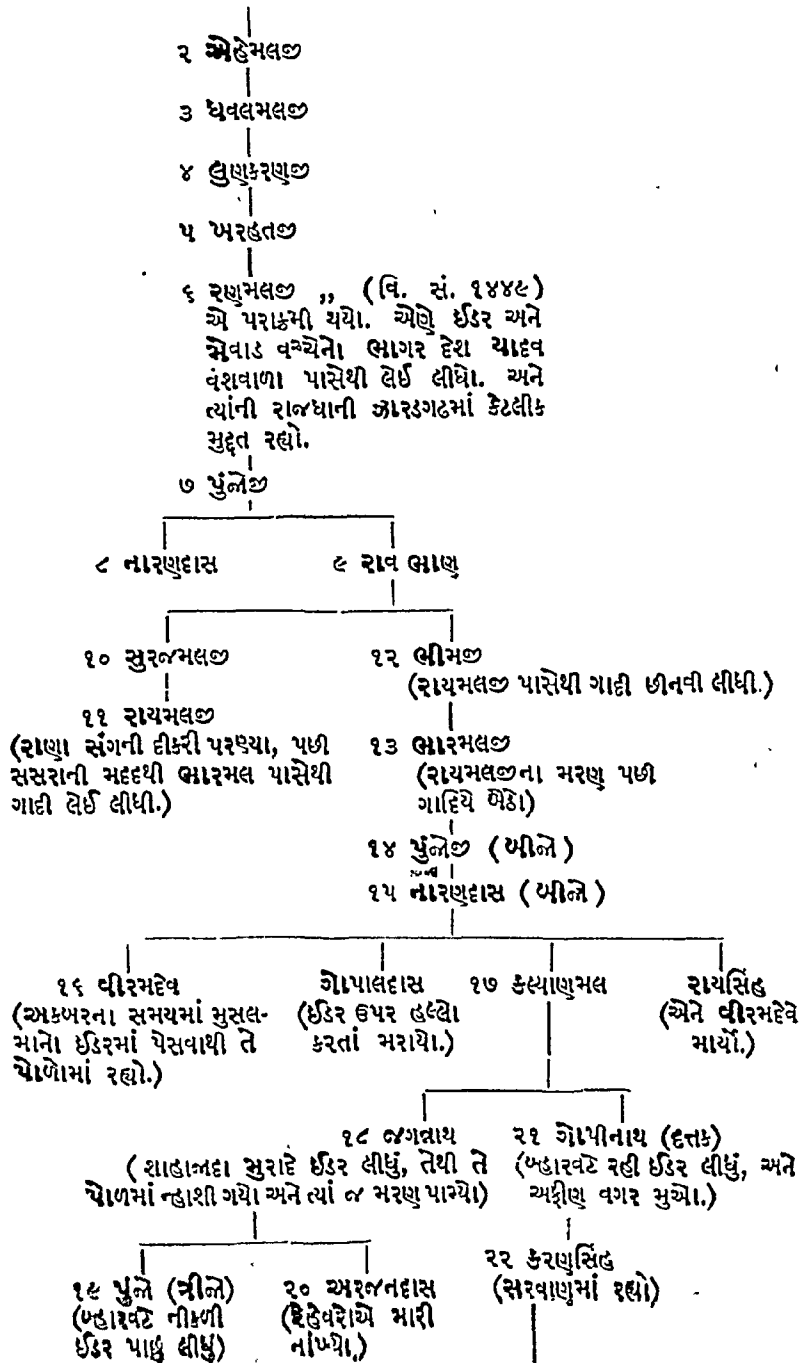 ૨ એહેમલજી
૩ ધવલમલજી
૪ લુણકરણજી
૫ ખરહતજી
૬ રણમલજી ,, (વિ. સં. ૧૪૪૯)
એ પરાક્રમી થયો. એણે ઈડર અને
મેવાડ વચ્ચેનો ભાગર દેશ યાદવ
વંશવાળા પાસેથી લેઈ લીધો. અને
ત્યાંની રાજધાની ઝારડગઢમાં કેટલીક
મુદ્દત રહ્યો.
૭ પુંજોજી
૮ નારણદાસ ૯ રાવ ભાણ
૧૦ સુરજમલજી ૧૨ ભીમજી
(રાયમલજી પાસેથી ગાદી છીનવી લીધી.)
૧૧ રાયમલજી
(રાણા સંગની દીકરી પરણ્યા, પછી
સસરાની મદદથી ભારમલ પાસેથી
ગાદી લેઈ લીધી.)
૧૩ ભારમલજી
(રાયમલજીના મરણ પછી
ગાદિયે બેઠો)
૧૪ પુંજોજી (બીજો)
૧૫ નારણદાસ (બીજો)
૧૬ વીરમદેવ ગોપાલદાસ ૧૭ કલ્યાણમલ રાયસિંહ
(અકબરના સમયમાં મુસલ-
માનો ઈડરમાં પેસવાથી તે
પોળોમાં રહ્યો.)
(ઈડર ઉપર હલ્લો
કરતાં મરાયો.)
(એને વીરમદેવે
માર્યો.)
૧૮ જગન્નાથ ૨૧ ગોપીનાથ (દત્તક)
(શાહાજાદા મુરાદે ઈડર લીધું, તેથી તે
પોળમાં ન્હાશી ગયો અને ત્યાં જ મરણ પામ્યો)
(બ્હારવટે રહી ઈડર લીધું, અને
અફીણ વગર મુઓ.)
૧૯ પુંજો (ત્રીજો) ૨૦ અરજનદાસ ૨૨ કરણસિંહ
(બ્હારવટે નીકળી
ઈડર પાછું લીધું)
(રેહેવરોએ મારી
નાંખ્યો.)
(સરવાણમાં રહ્યો)